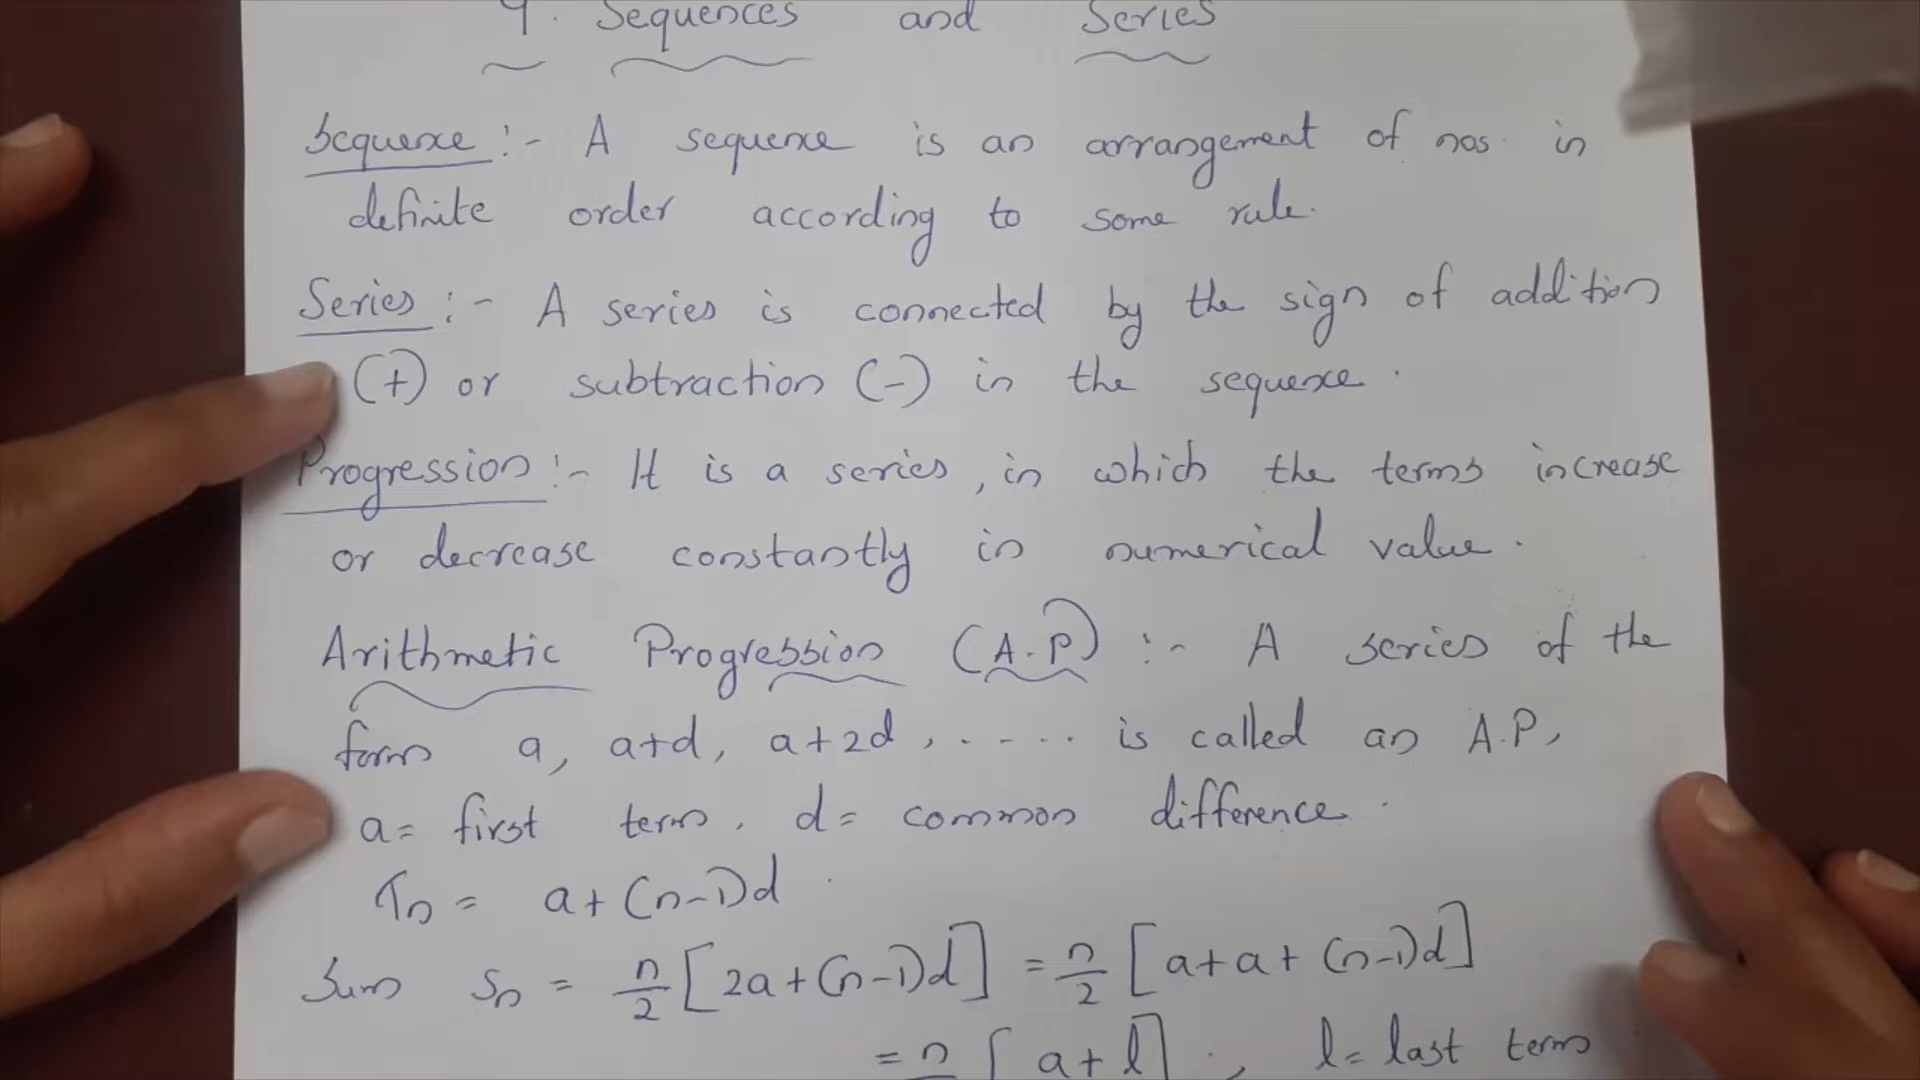 9. Sequences and Series
Sequence :- A sequence is an arrangement of nos. in
definite order according to some rule.
Series :- A series is connected by the sign of addition
(+) or subtraction (-) in the sequence.
Progression :- It is a series, in which the terms increase
or decrease constantly in numerical value.
Arithmetic Progression (A.P) :- A series of the
form a, a+d, a+2d, ..... is called an A.P,
a = first term, d = common difference.
Tn = a + (n-1)d.
Sum Sn = n/2 [2a + (n-1)d] = n/2 [a + a + (n-1)d]
= n [a + l] ., l = last term